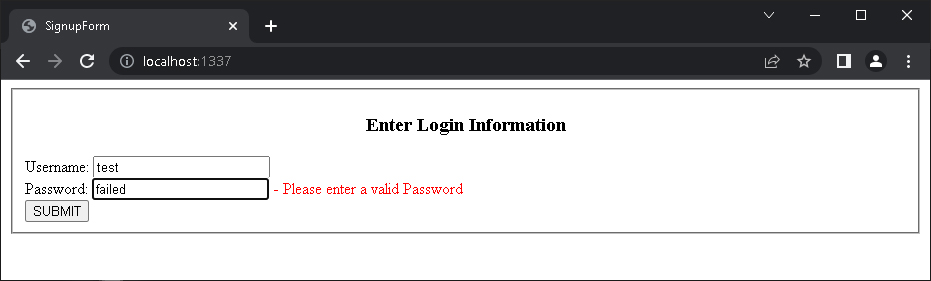 SignupForm
localhost:1337
Enter Login Information
Username: test
Password: failed - Please enter a valid Password
SUBMIT